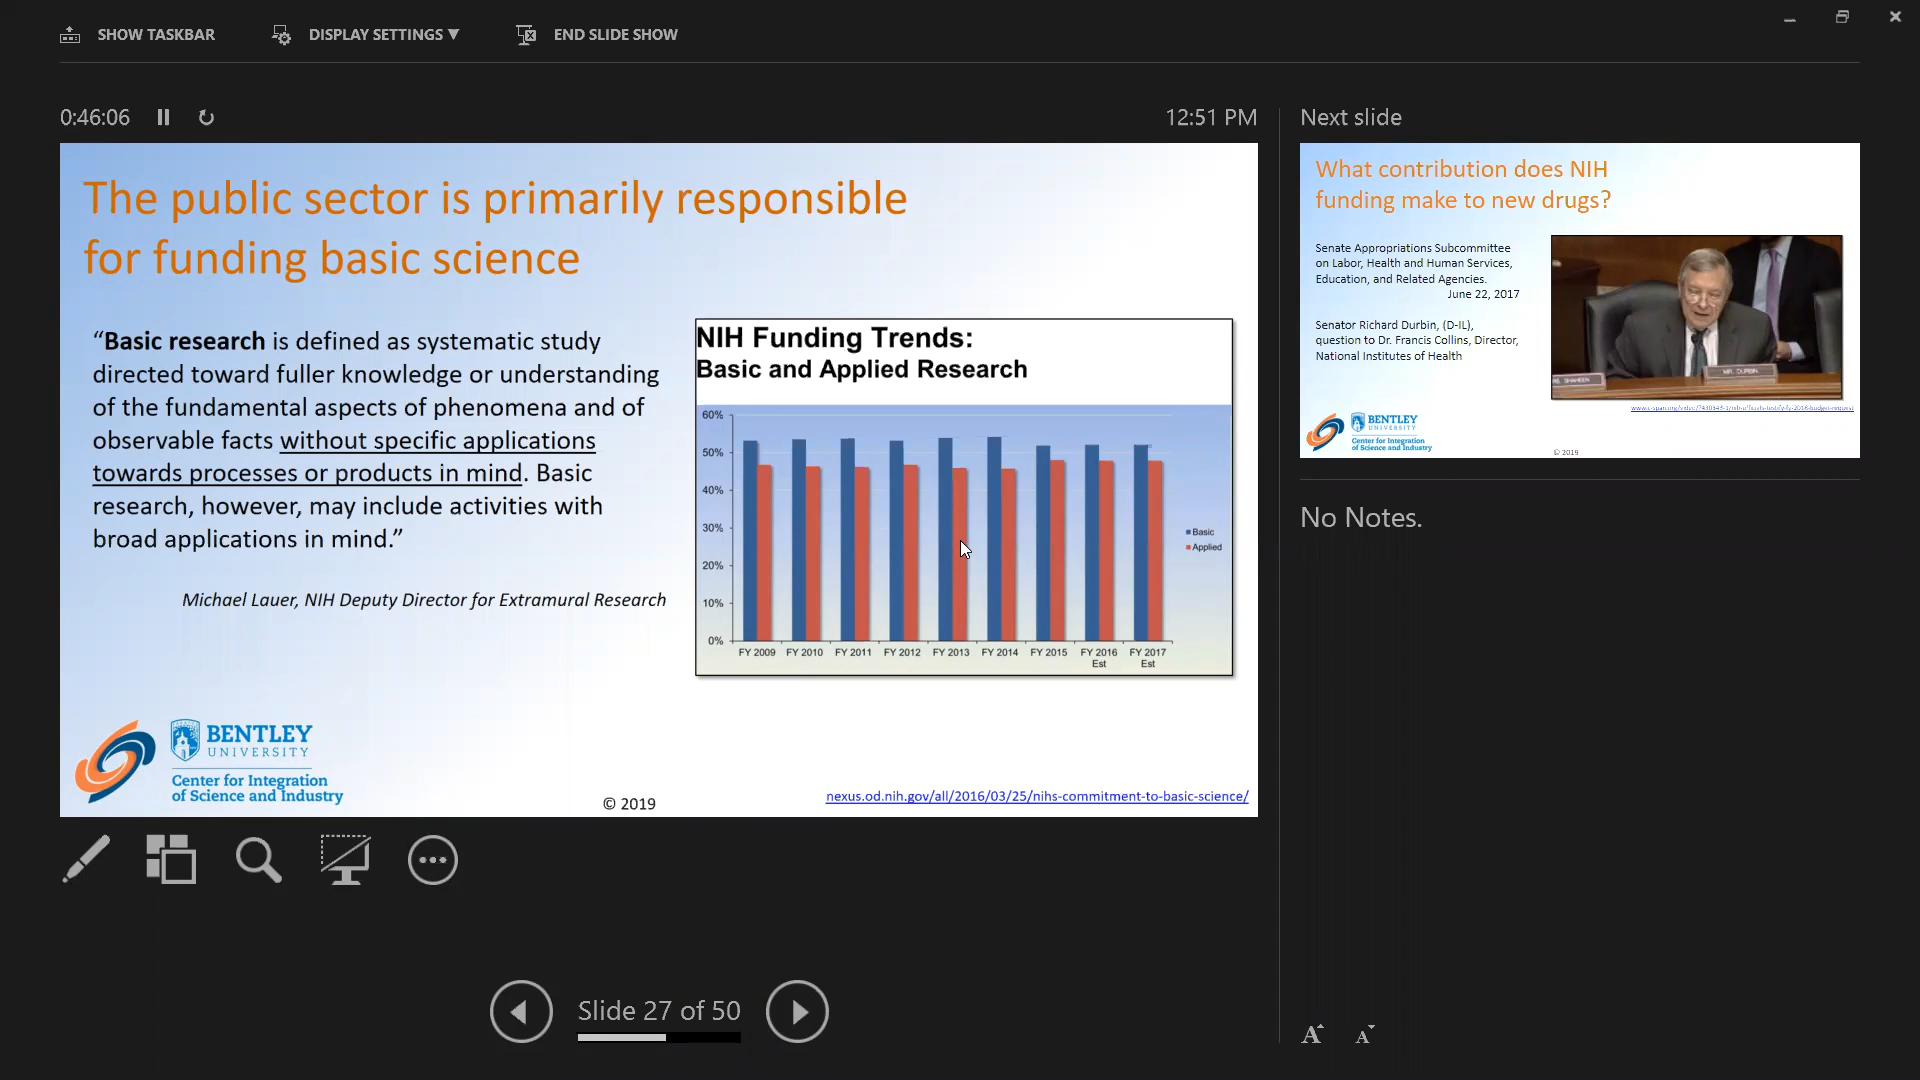 SHOW TASKBAR
DISPLAY SETTINGS ▼
END SLIDE SHOW
0:46:06
12:51 PM
The public sector is primarily responsible
for funding basic science
“Basic research is defined as systematic study
directed toward fuller knowledge or understanding
of the fundamental aspects of phenomena and of
observable facts without specific applications
towards processes or products in mind. Basic
research, however, may include activities with
broad applications in mind.”
Michael Lauer, NIH Deputy Director for Extramural Research
NIH Funding Trends:
Basic and Applied Research
60%
50%
40%
30%
20%
10%
0%
FY 2009 FY 2010 FY 2011 FY 2012 FY 2013 FY 2014 FY 2015 FY 2016 FY 2017
Est Est
Basic
Applied
BENTLEY
UNIVERSITY
Center for Integration
of Science and Industry
© 2019
nexus.od.nih.gov/all/2016/03/25/nihs-commitment-to-basic-science/
Slide 27 of 50
Next slide
What contribution does NIH
funding make to new drugs?
Senate Appropriations Subcommittee
on Labor, Health and Human Services,
Education, and Related Agencies.
June 22, 2017
Senator Richard Durbin, (D-IL),
question to Dr. Francis Collins, Director,
National Institutes of Health
MR. DURBIN
BENTLEY
UNIVERSITY
Center for Integration
of Science and Industry
© 2019
No Notes.
A A